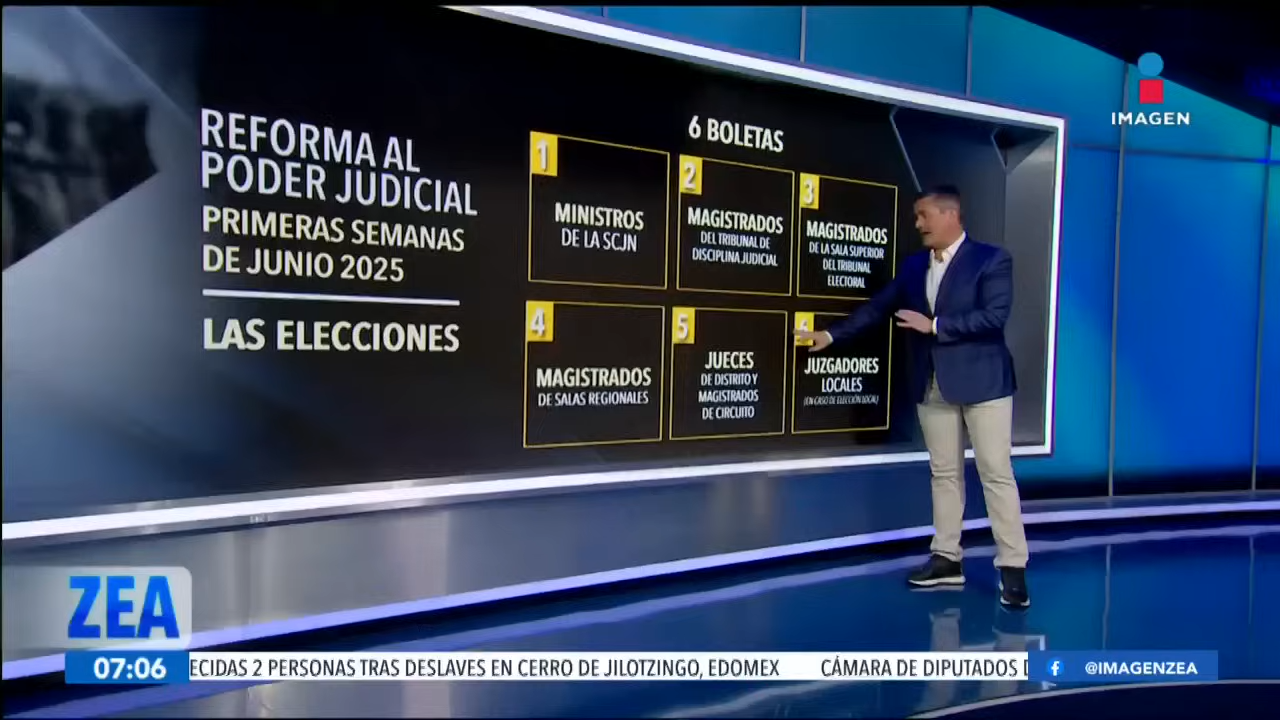 IMAGEN
REFORMA AL
PODER JUDICIAL
PRIMERAS SEMANAS
DE JUNIO 2025
LAS ELECCIONES
6 BOLETAS
1
MINISTROS
DE LA SCJN
2
MAGISTRADOS
DEL TRIBUNAL DE
DISCIPLINA JUDICIAL
3
MAGISTRADOS
DE LA SALA SUPERIOR
DEL TRIBUNAL
ELECTORAL
4
MAGISTRADOS
DE SALAS REGIONALES
5
JUECES
DE DISTRITO Y
MAGISTRADOS
DE CIRCUITO
6
JUZGADORES
LOCALES
(EN CASO DE ELECCIÓN LOCAL)
ZEA
07:06
ECIDAS 2 PERSONAS TRAS DESLAVES EN CERRO DE JILOTZINGO, EDOMEX CÁMARA DE DIPUTADOS D
@IMAGENZEA